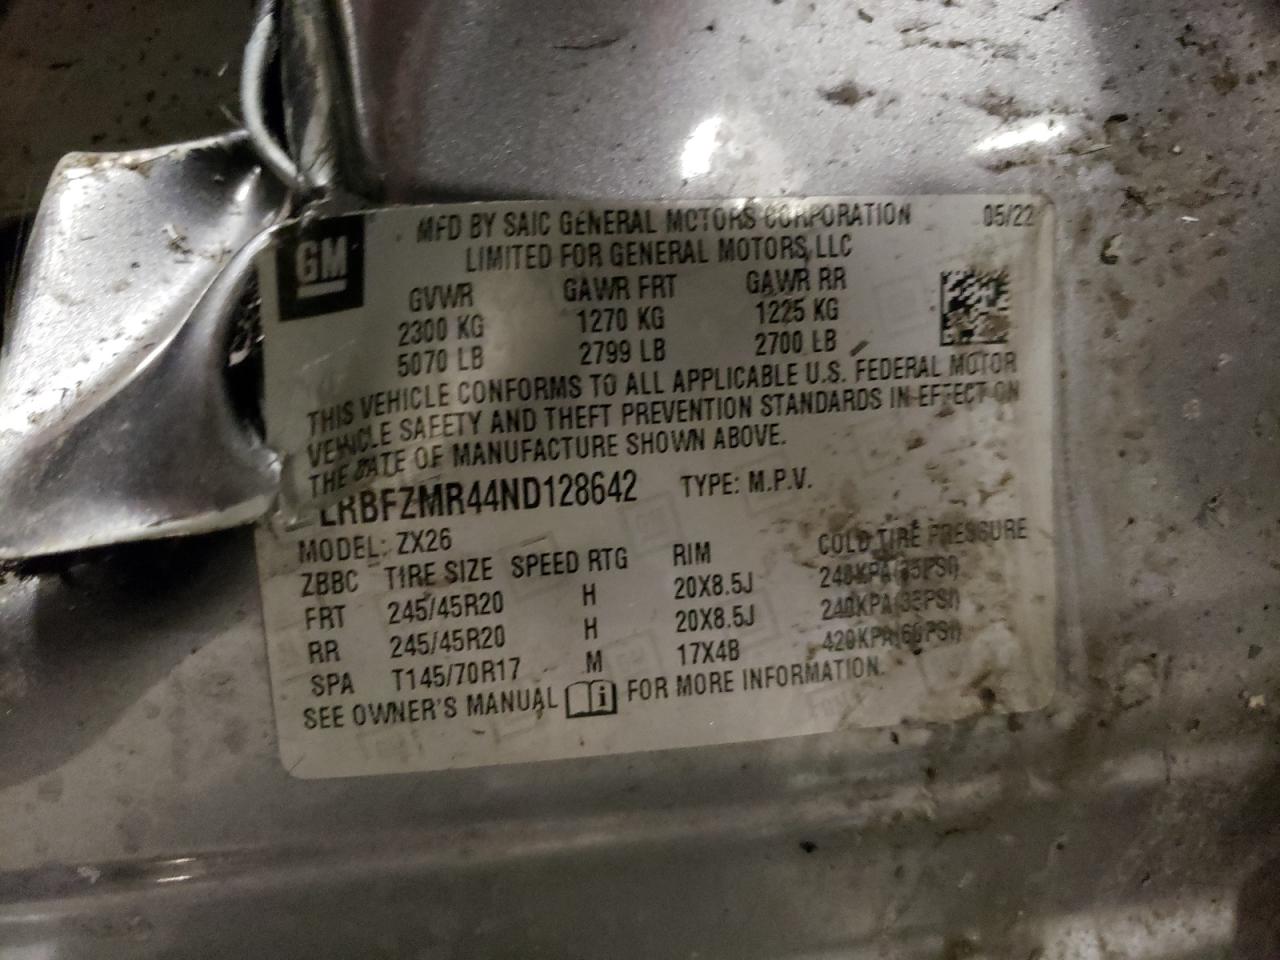 GM
MFD BY SAIC GENERAL MOTORS CORPORATION 05/22
LIMITED FOR GENERAL MOTORS, LLC
GVWR GAWR FRT GAWR RR
2300 KG 1270 KG 1225 KG
5070 LB 2799 LB 2700 LB
THIS VEHICLE CONFORMS TO ALL APPLICABLE U.S. FEDERAL MOTOR
VEHICLE SAFETY AND THEFT PREVENTION STANDARDS IN EFFECT ON
THE DATE OF MANUFACTURE SHOWN ABOVE.
LRBFZMR44ND128642 TYPE: M.P.V.
MODEL: ZX26
ZBBC TIRE SIZE SPEED RTG RIM COLD TIRE PRESSURE
FRT 245/45R20 H 20X8.5J 240KPA(35PSI)
RR 245/45R20 H 20X8.5J 240KPA(35PSI)
SPA T145/70R17 M 17X4B 420KPA(60PSI)
SEE OWNER'S MANUAL i FOR MORE INFORMATION.